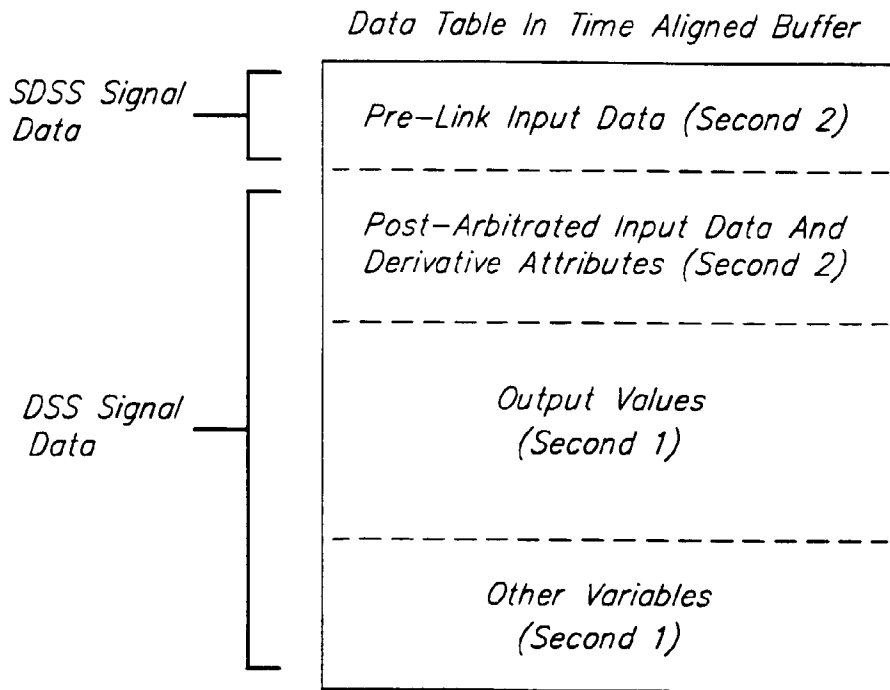 Data Table In Time Aligned Buffer
SDSS Signal
Data
Pre-Link Input Data (Second 2)
Post-Arbitrated Input Data And
Derivative Attributes (Second 2)
DSS Signal
Data
Output Values
(Second 1)
Other Variables
(Second 1)